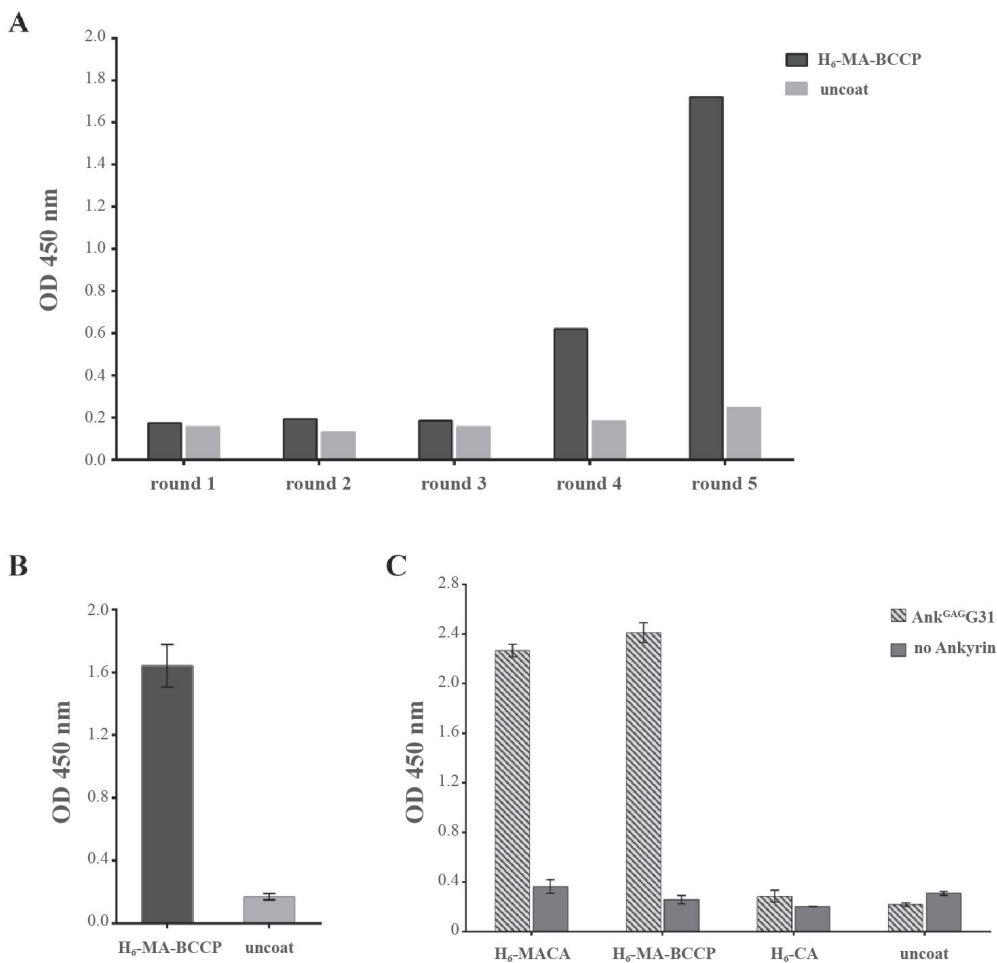 A
2.0
1.8
1.6
1.4
1.2
1.0
0.8
0.6
0.4
0.2
0.0
OD 450 nm
H₆-MA-BCCP
uncoat
round 1 round 2 round 3 round 4 round 5
B
2.0
1.6
1.2
0.8
0.4
0.0
OD 450 nm
H₆-MA-BCCP uncoat
C
2.8
2.4
2.0
1.6
1.2
0.8
0.4
0
OD 450 nm
AnkᴳᴬᴳG31
no Ankyrin
H₆-MACA H₆-MA-BCCP H₆-CA uncoat